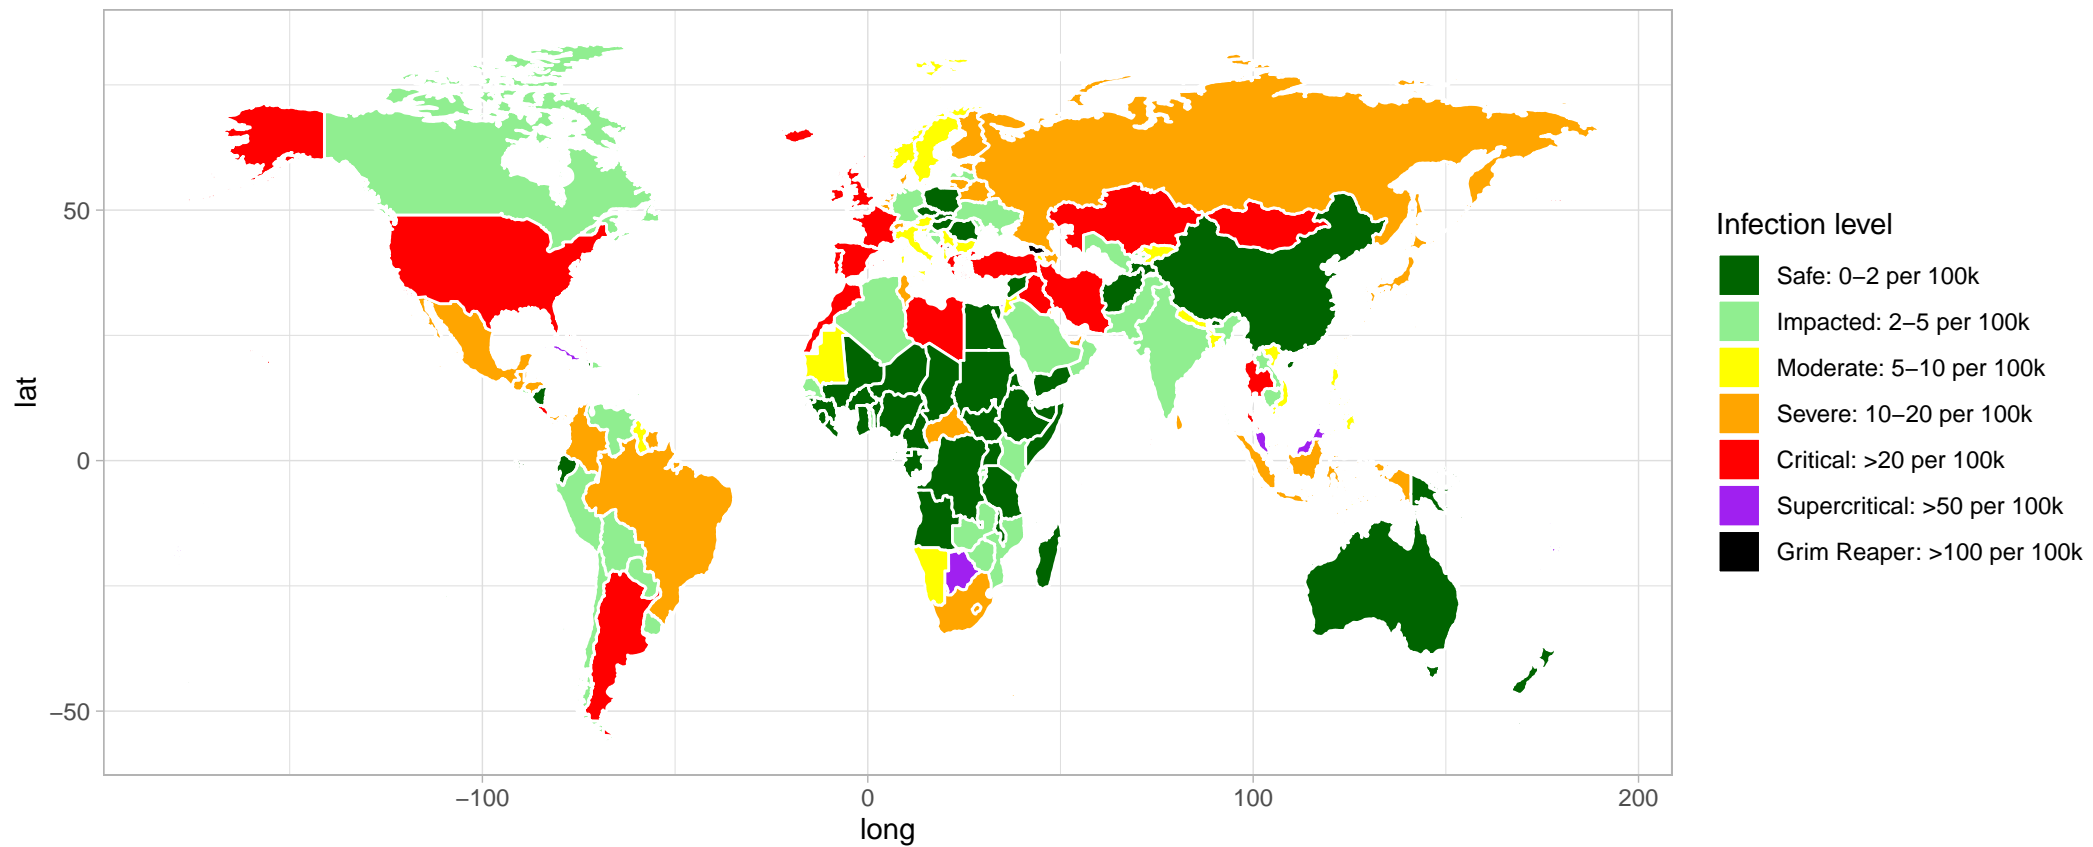 50
0
−50
lat
−100
0
100
200
long
Infection level
Safe: 0−2 per 100k
Impacted: 2−5 per 100k
Moderate: 5−10 per 100k
Severe: 10−20 per 100k
Critical: >20 per 100k
Supercritical: >50 per 100k
Grim Reaper: >100 per 100k